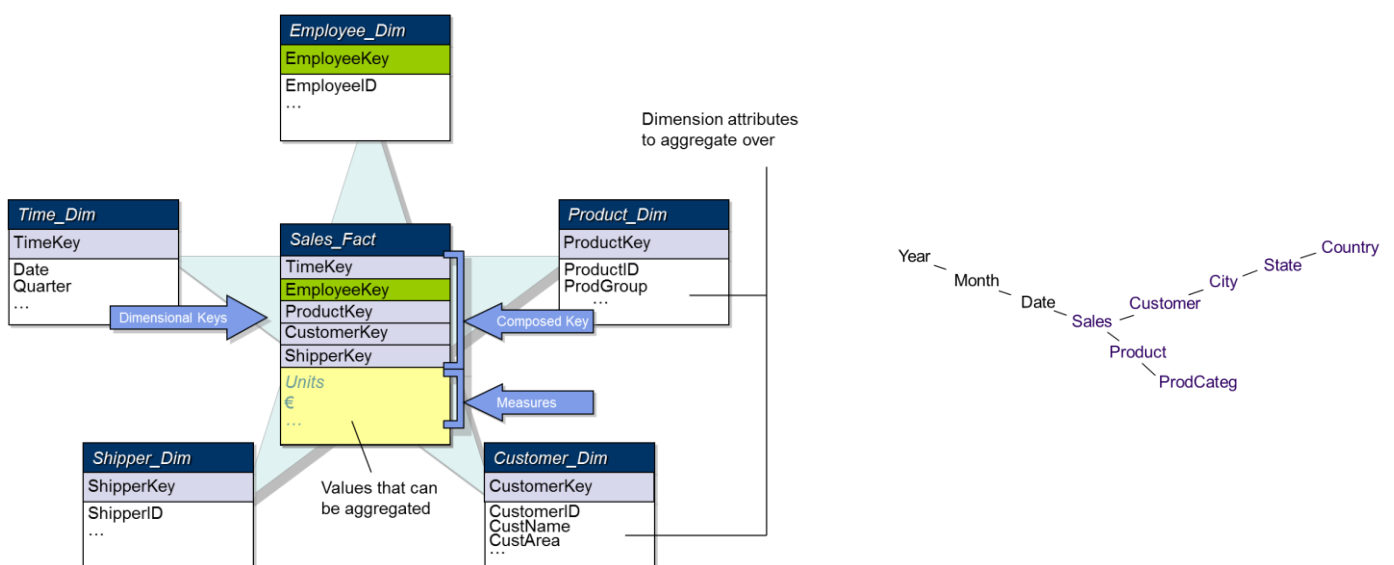 Employee_Dim
EmployeeKey
EmployeeID
...
Dimension attributes
to aggregate over
Time_Dim
TimeKey
Date
Quarter
...
Dimensional Keys
Sales_Fact
TimeKey
EmployeeKey
ProductKey
CustomerKey
ShipperKey
Units
€
...
Product_Dim
ProductKey
ProductID
ProdGroup
...
Composed Key
Measures
Shipper_Dim
ShipperKey
ShipperID
...
Values that can
be aggregated
Customer_Dim
CustomerKey
CustomerID
CustName
CustArea
...
Year
Month
Date
Sales
Customer
City
State
Country
Product
ProdCateg